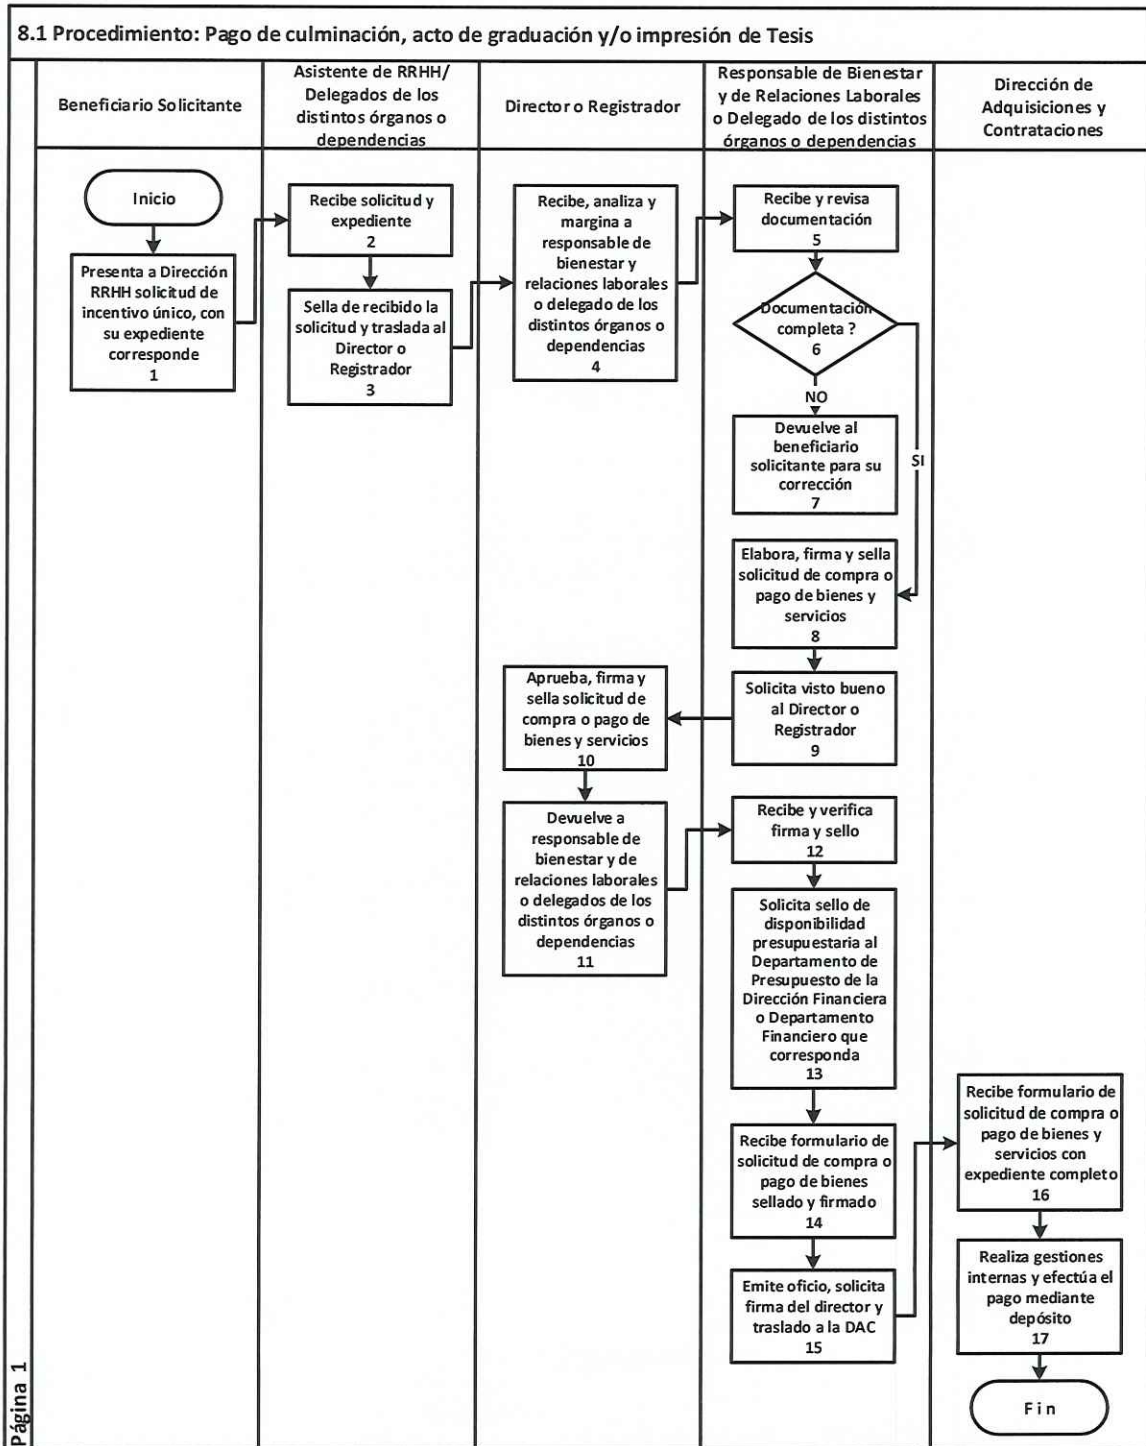 8.1 Procedimiento: Pago de culminación, acto de graduación y/o impresión de Tesis
Beneficiario Solicitante
Asistente de RRHH/
Delegados de los
distintos órganos o
dependencias
Director o Registrador
Responsable de Bienestar
y de Relaciones Laborales
o Delegado de los distintos
órganos o dependencias
Dirección de
Adquisiciones y
Contrataciones
Inicio
Presenta a Dirección
RRHH solicitud de
incentivo único, con
su expediente
corresponde
1
Recibe solicitud y
expediente
2
Sella de recibido la
solicitud y traslada al
Director o
Registrador
3
Recibe, analiza y
margina a
responsable de
bienestar y
relaciones laborales
o delegado de los
distintos órganos o
dependencias
4
Recibe y revisa
documentación
5
Documentación
completa ?
6
NO
SI
Devuelve al
beneficiario
solicitante para su
corrección
7
Elabora, firma y sella
solicitud de compra o
pago de bienes y
servicios
8
Solicita visto bueno
al Director o
Registrador
9
Aprueba, firma y
sella solicitud de
compra o pago de
bienes y servicios
10
Devuelve a
responsable de
bienestar y de
relaciones laborales
o delegados de los
distintos órganos o
dependencias
11
Recibe y verifica
firma y sello
12
Solicita sello de
disponibilidad
presupuestaria al
Departamento de
Presupuesto de la
Dirección Financiera
o Departamento
Financiero que
corresponda
13
Recibe formulario de
solicitud de compra o
pago de bienes
sellado y firmado
14
Emite oficio, solicita
firma del director y
traslado a la DAC
15
Recibe formulario de
solicitud de compra o
pago de bienes y
servicios con
expediente completo
16
Realiza gestiones
internas y efectúa el
pago mediante
depósito
17
Fin
Página 1